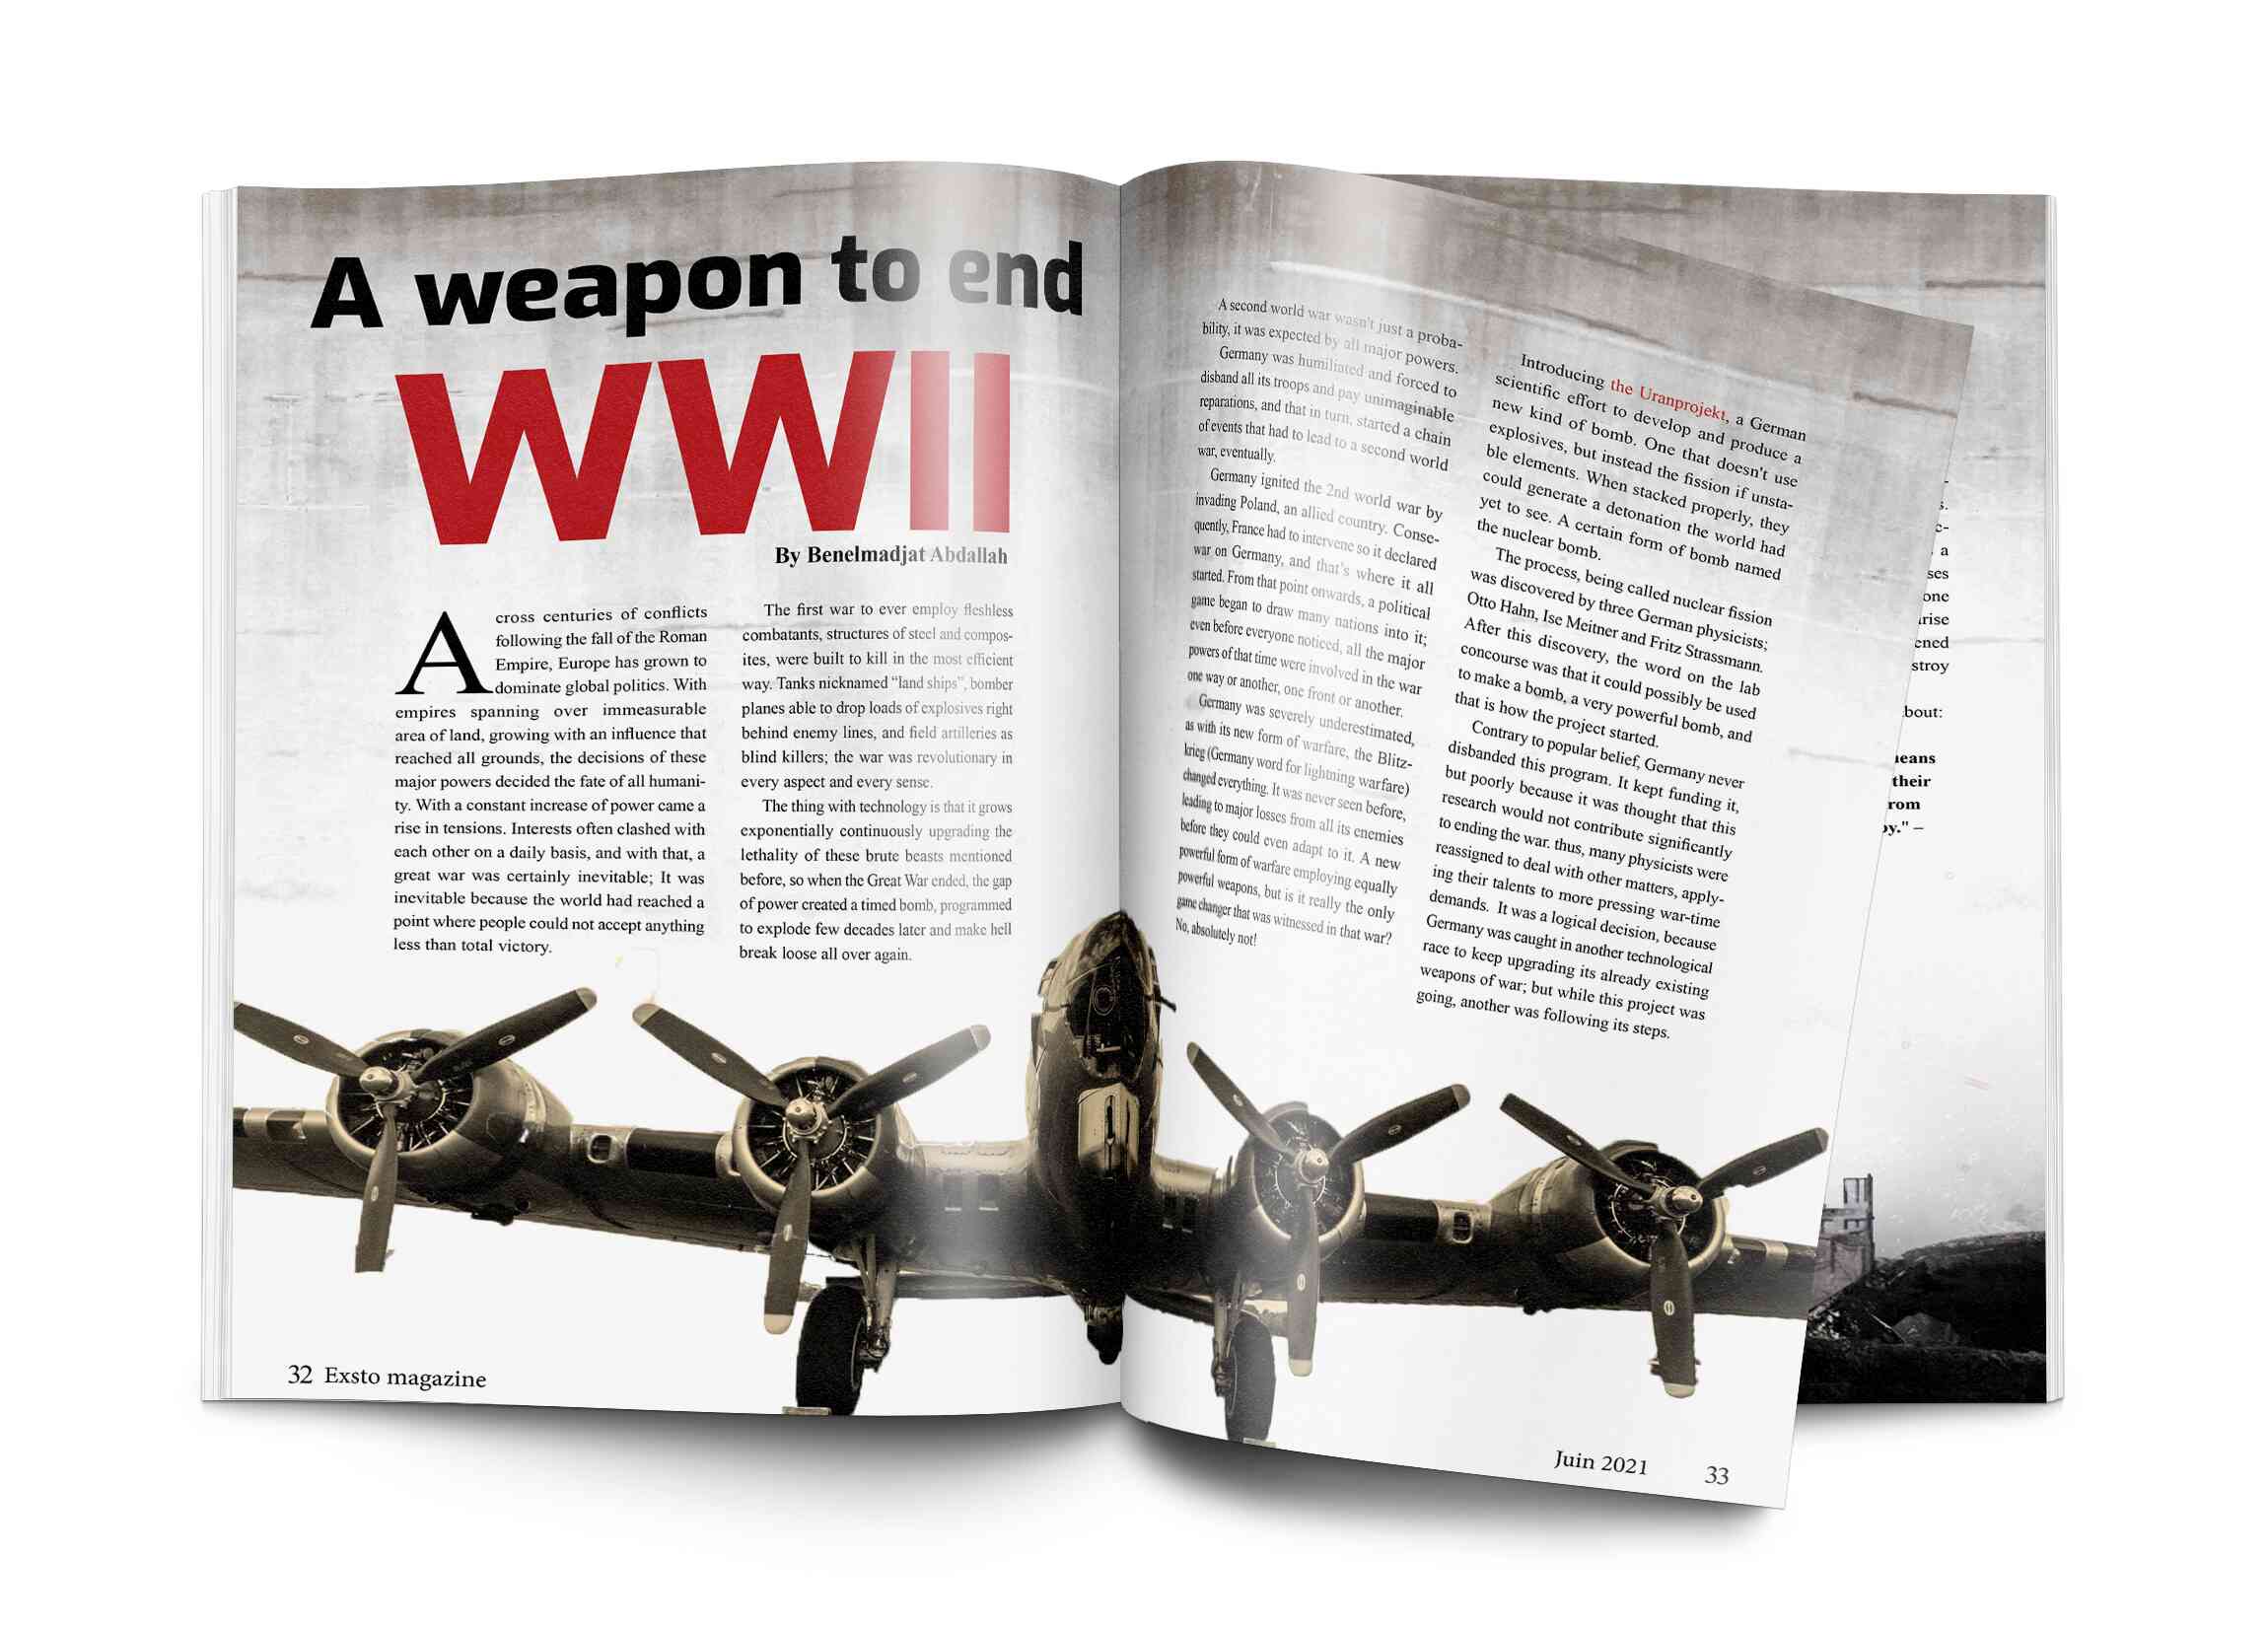 A weapon to end
WWII
By Benelmadjat Abdallah
Across centuries of conflicts
following the fall of the Roman
Empire, Europe has grown to
dominate global politics. With
empires spanning over immeasurable
area of land, growing with an influence that
reached all grounds, the decisions of these
major powers decided the fate of all humani-
ty. With a constant increase of power came a
rise in tensions. Interests often clashed with
each other on a daily basis, and with that, a
great war was certainly inevitable; It was
inevitable because the world had reached a
point where people could not accept anything
less than total victory.
The first war to ever employ fleshless
combatants, structures of steel and compos-
ites, were built to kill in the most efficient
way. Tanks nicknamed “land ships”, bomber
planes able to drop loads of explosives right
behind enemy lines, and field artilleries as
blind killers; the war was revolutionary in
every aspect and every sense.
The thing with technology is that it grows
exponentially continuously upgrading the
lethality of these brute beasts mentioned
before, so when the Great War ended, the gap
of power created a timed bomb, programmed
to explode few decades later and make hell
break loose all over again.
32 Exsto magazine
A second world war wasn't just a proba-
bility, it was expected by all major powers.
Germany was humiliated and forced to
disband all its troops and pay unimaginable
reparations, and that in turn, started a chain
of events that had to lead to a second world
war, eventually.
Germany ignited the 2nd world war by
invading Poland, an allied country. Conse-
quently, France had to intervene so it declared
war on Germany, and that's where it all
started. From that point onwards, a political
game began to draw many nations into it;
even before everyone noticed, all the major
powers of that time were involved in the war
one way or another, one front or another.
Germany was severely underestimated,
as with its new form of warfare, the Blitz-
krieg (Germany word for lightning warfare)
changed everything. It was never seen before,
leading to major losses from all its enemies
before they could even adapt to it. A new
powerful form of warfare employing equally
powerful weapons, but is it really the only
game changer that was witnessed in that war?
No, absolutely not!
Introducing the Uranprojekt, a German
scientific effort to develop and produce a
new kind of bomb. One that doesn't use
explosives, but instead the fission if unsta-
ble elements. When stacked properly, they
could generate a detonation the world had
yet to see. A certain form of bomb named
the nuclear bomb.
The process, being called nuclear fission
was discovered by three German physicists;
Otto Hahn, Ise Meitner and Fritz Strassmann.
After this discovery, the word on the lab
concourse was that it could possibly be used
to make a bomb, a very powerful bomb, and
that is how the project started.
Contrary to popular belief, Germany never
disbanded this program. It kept funding it,
but poorly because it was thought that this
research would not contribute significantly
to ending the war. thus, many physicists were
reassigned to deal with other matters, apply-
ing their talents to more pressing war-time
demands. It was a logical decision, because
Germany was caught in another technological
race to keep upgrading its already existing
weapons of war; but while this project was
going, another was following its steps.
Juin 2021 33
a
one
their